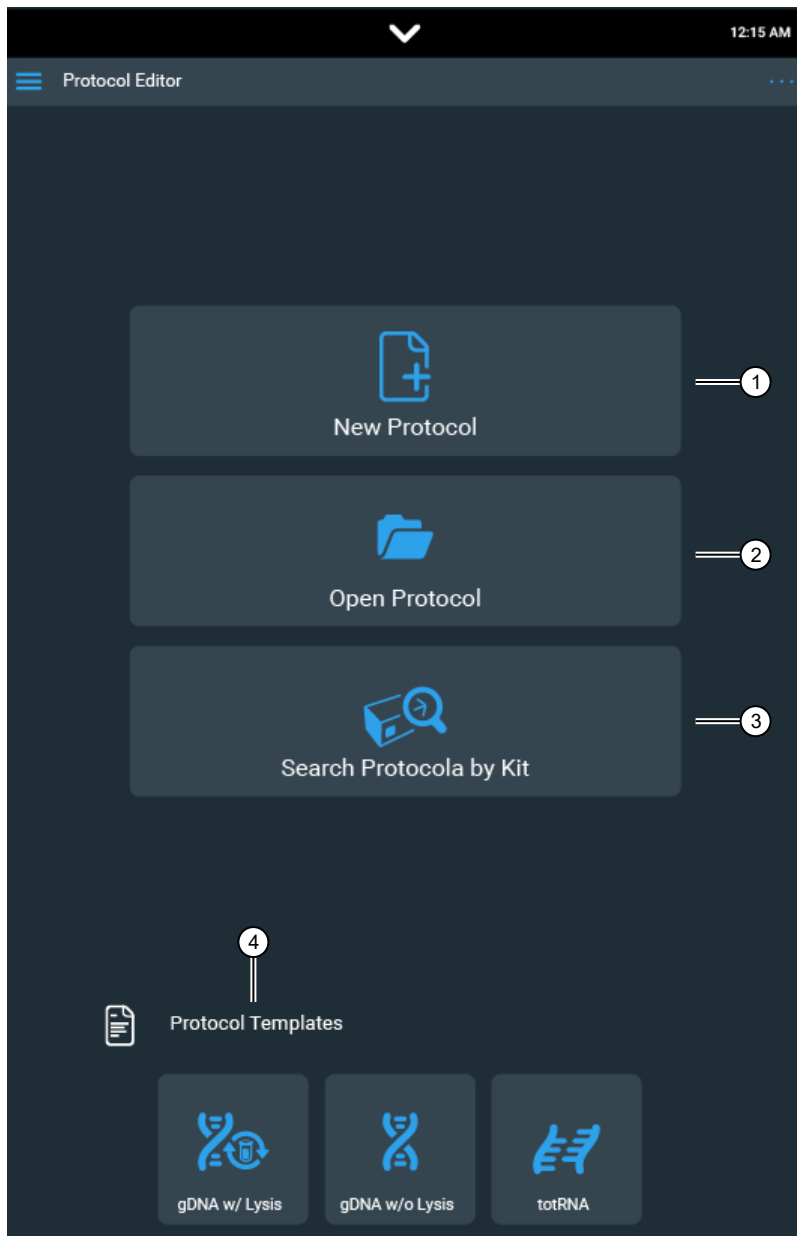 12:15 AM
Protocol Editor
New Protocol
1
Open Protocol
2
Search Protocola by Kit
3
4
Protocol Templates
gDNA w/ Lysis
gDNA w/o Lysis
totRNA